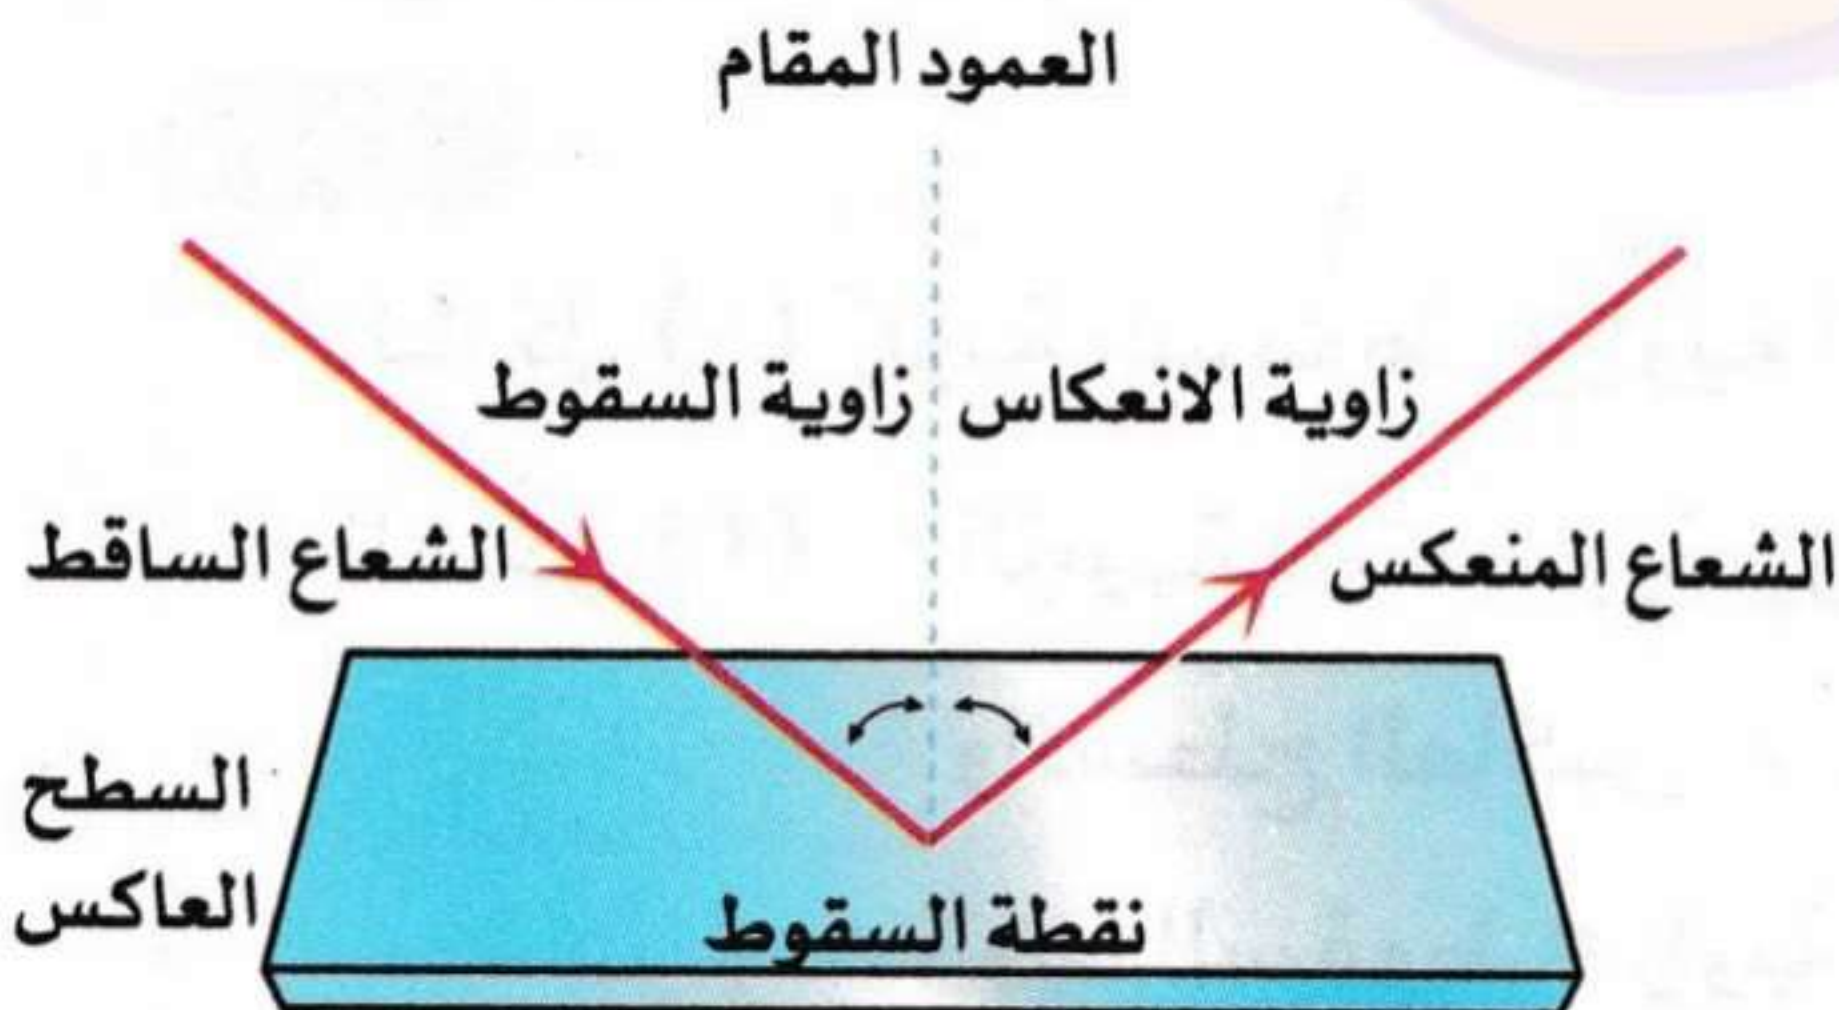 العمود المقام
زاوية الانعكاس
زاوية السقوط
الشعاع المنعكس
الشعاع الساقط
السطح
العاكس
نقطة السقوط